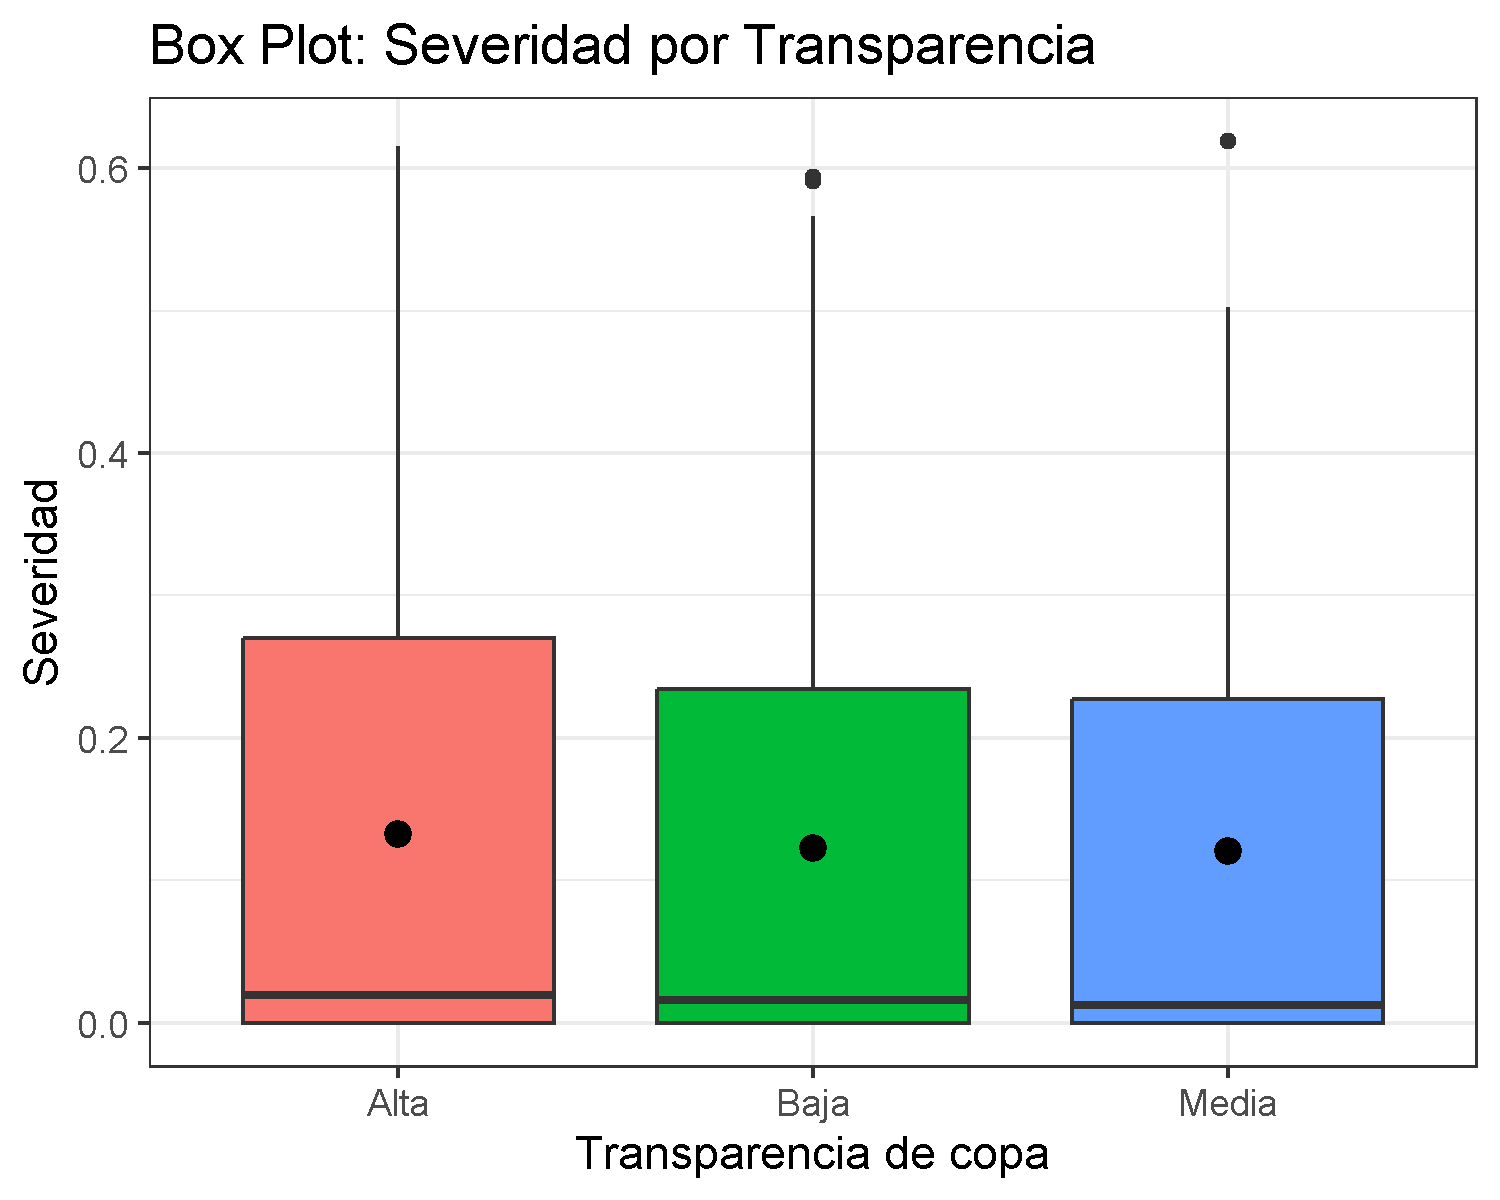 Box Plot: Severidad por Transparencia
0.6
0.4
0.2
0.0
Severidad
Alta
Baja
Media
Transparencia de copa